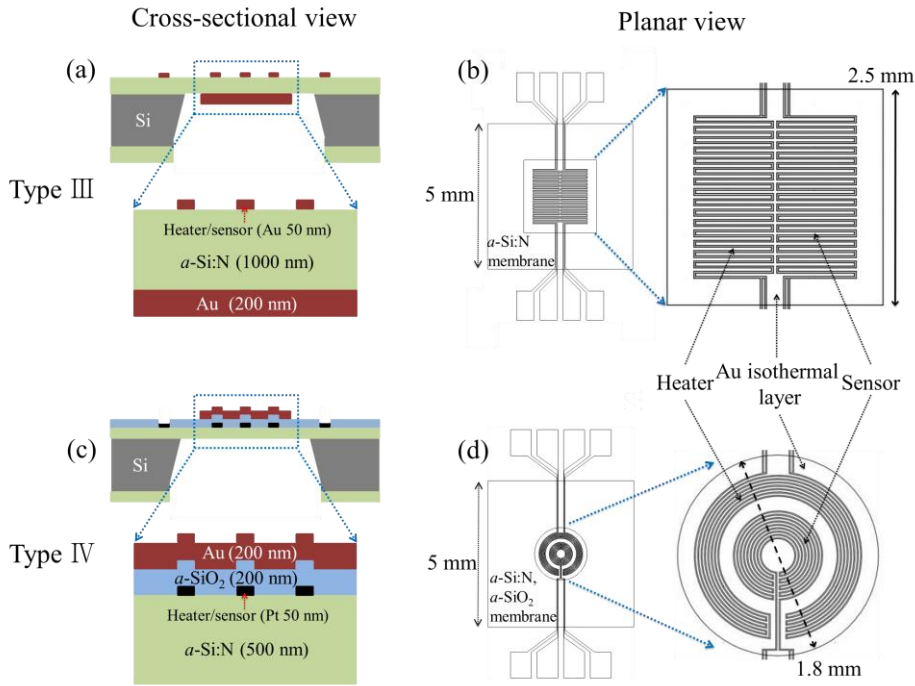 Cross-sectional view
Planar view
(a)
Si
Type III
Heater/sensor (Au 50 nm)
a-Si:N (1000 nm)
Au (200 nm)
(b)
5 mm
a-Si:N
membrane
2.5 mm
Heater
Au isothermal
layer
Sensor
(c)
Si
Type IV
Au (200 nm)
a-SiO₂ (200 nm)
Heater/sensor (Pt 50 nm)
a-Si:N (500 nm)
(d)
5 mm
a-Si:N,
a-SiO₂
membrane
1.8 mm